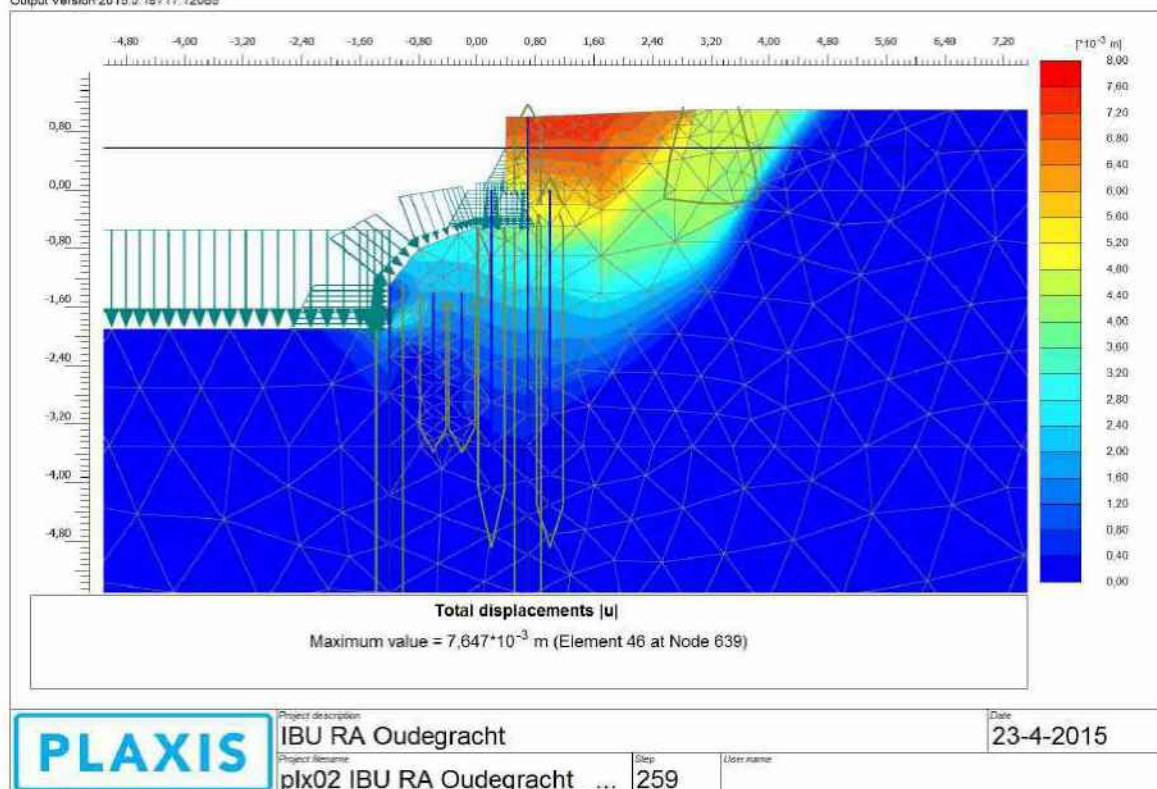 -4,80 -4,00 -3,20 -2,40 -1,60 -0,80 0,00 0,80 1,60 2,40 3,20 4,00 4,80 5,60 6,40 7,20
[*10⁻³ m]
8,00
7,60
7,20
6,80
6,40
6,00
5,60
5,20
4,80
4,40
4,00
3,60
3,20
2,80
2,40
2,00
1,60
1,20
0,80
0,40
0,00
0,80
0,00
-0,80
-1,60
-2,40
-3,20
-4,00
-4,80
Total displacements |u|
Maximum value = 7,647*10⁻³ m (Element 46 at Node 639)
PLAXIS
Project description
IBU RA Oudegracht
Date
23-4-2015
Project filename
plx02 IBU RA Oudegracht ...
Step
259
User name